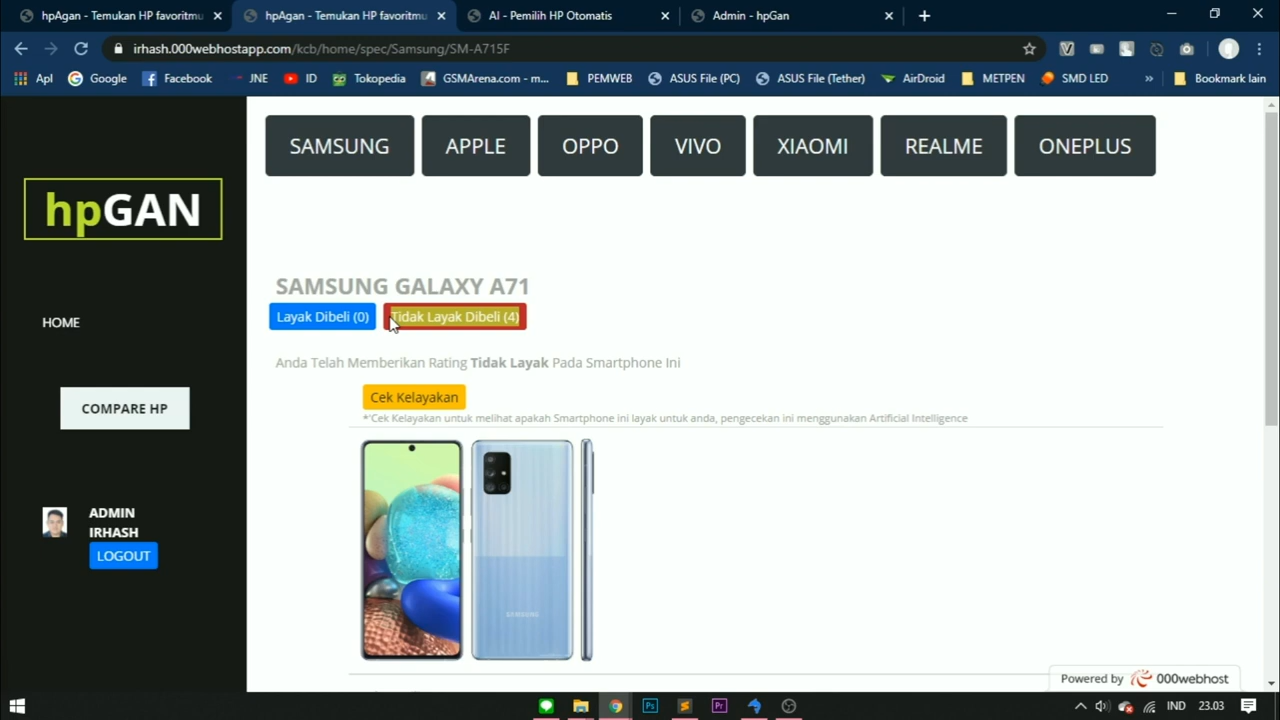 hpAgan - Temukan HP favoritmu
hpAgan - Temukan HP favoritmu
AI - Pemilih HP Otomatis
Admin - hpGan
irhash.000webhostapp.com/kcb/home/spec/Samsung/SM-A715F
Apl
Google
Facebook
JNE
ID
Tokopedia
GSMArena.com - m...
PEMWEB
ASUS File (PC)
ASUS File (Tether)
AirDroid
METPEN
SMD LED
»
Bookmark lain
SAMSUNG
APPLE
OPPO
VIVO
XIAOMI
REALME
ONEPLUS
hpGAN
HOME
COMPARE HP
ADMIN
IRHASH
LOGOUT
SAMSUNG GALAXY A71
Layak Dibeli (0)
Tidak Layak Dibeli (4)
Anda Telah Memberikan Rating Tidak Layak Pada Smartphone Ini
Cek Kelayakan
*'Cek Kelayakan untuk melihat apakah Smartphone ini layak untuk anda, pengecekan ini menggunakan Artificial Intelligence
SAMSUNG
Powered by 000webhost
Ps
Pr
IND
23.03